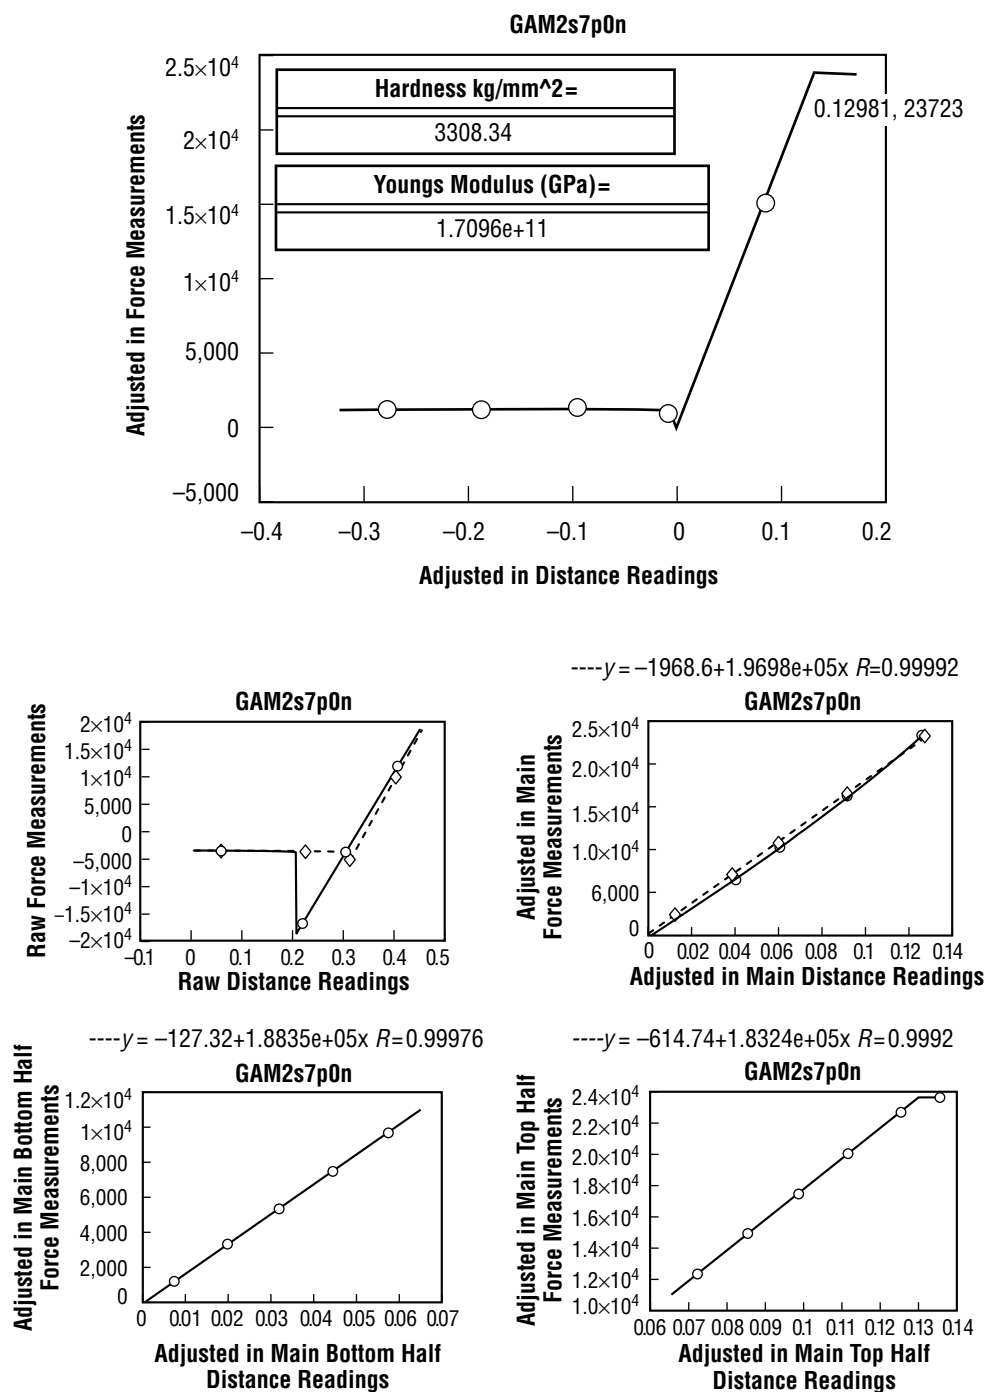 GAM2s7p0n
Adjusted in Force Measurements
2.5×10⁴
2×10⁴
1.5×10⁴
1×10⁴
5,000
0
–5,000
Hardness kg/mm^2=
3308.34
Youngs Modulus (GPa)=
1.7096e+11
0.12981, 23723
–0.4 –0.3 –0.2 –0.1 0 0.1 0.2
Adjusted in Distance Readings
GAM2s7p0n
Raw Force Measurements
2×10⁴
1.5×10⁴
1×10⁴
5,000
0
–5,000
–1×10⁴
–1.5×10⁴
–2×10⁴
–0.1 0 0.1 0.2 0.3 0.4 0.5
Raw Distance Readings
----y = –1968.6+1.9698e+05x R=0.99992
GAM2s7p0n
Adjusted in Main
Force Measurements
2.5×10⁴
2.0×10⁴
1.5×10⁴
1.0×10⁴
6,000
0
0 0.02 0.04 0.06 0.08 0.1 0.12 0.14
Adjusted in Main Distance Readings
----y = –127.32+1.8835e+05x R=0.99976
GAM2s7p0n
Adjusted in Main Bottom Half
Force Measurements
1.2×10⁴
1×10⁴
8,000
6,000
4,000
2,000
0
0 0.01 0.02 0.03 0.04 0.05 0.06 0.07
Adjusted in Main Bottom Half
Distance Readings
----y = –614.74+1.8324e+05x R=0.9992
GAM2s7p0n
Adjusted in Main Top Half
Force Measurements
2.4×10⁴
2.2×10⁴
2.0×10⁴
1.8×10⁴
1.6×10⁴
1.4×10⁴
1.2×10⁴
1.0×10⁴
0.06 0.07 0.08 0.09 0.1 0.11 0.12 0.13 0.14
Adjusted in Main Top Half
Distance Readings